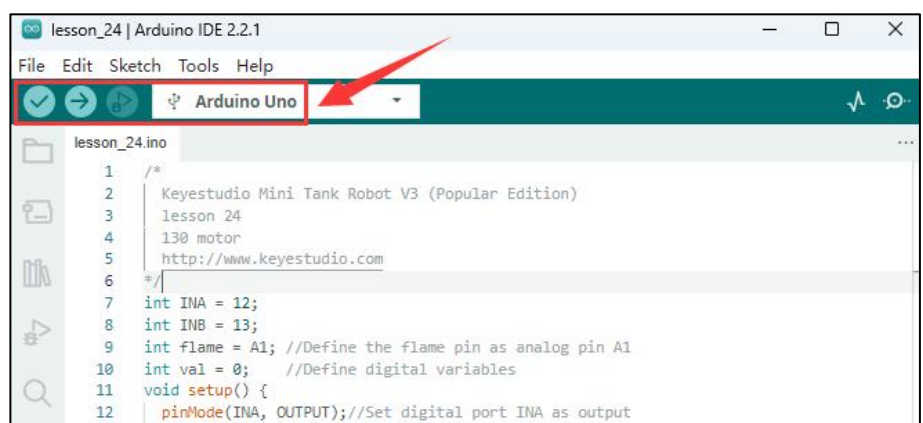 lesson_24 | Arduino IDE 2.2.1
File Edit Sketch Tools Help
Arduino Uno
lesson_24.ino
1 /*
2 Keyestudio Mini Tank Robot V3 (Popular Edition)
3 lesson 24
4 130 motor
5 http://www.keyestudio.com
6 */
7 int INA = 12;
8 int INB = 13;
9 int flame = A1; //Define the flame pin as analog pin A1
10 int val = 0; //Define digital variables
11 void setup() {
12 pinMode(INA, OUTPUT);//Set digital port INA as output